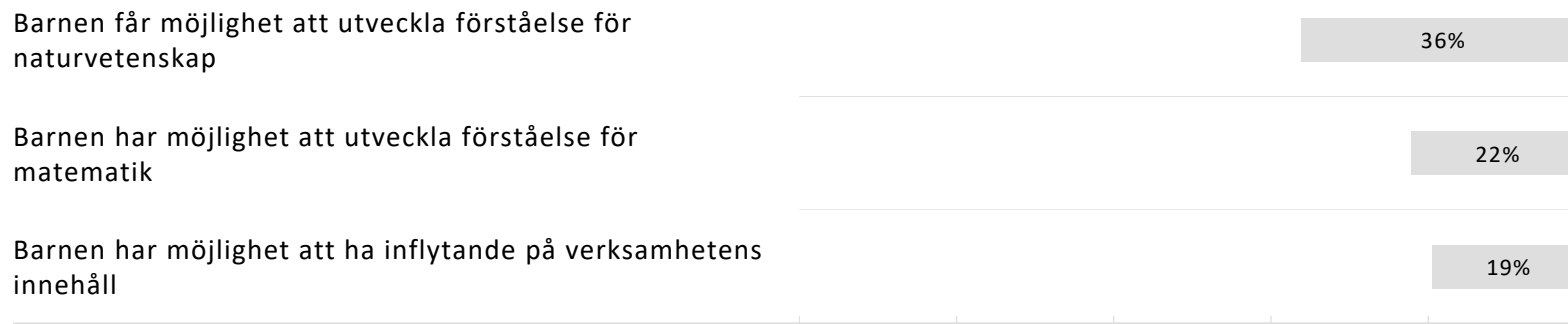 Barnen får möjlighet att utveckla förståelse för
naturvetenskap
36%
Barnen har möjlighet att utveckla förståelse för
matematik
22%
Barnen har möjlighet att ha inflytande på verksamhetens
innehåll
19%